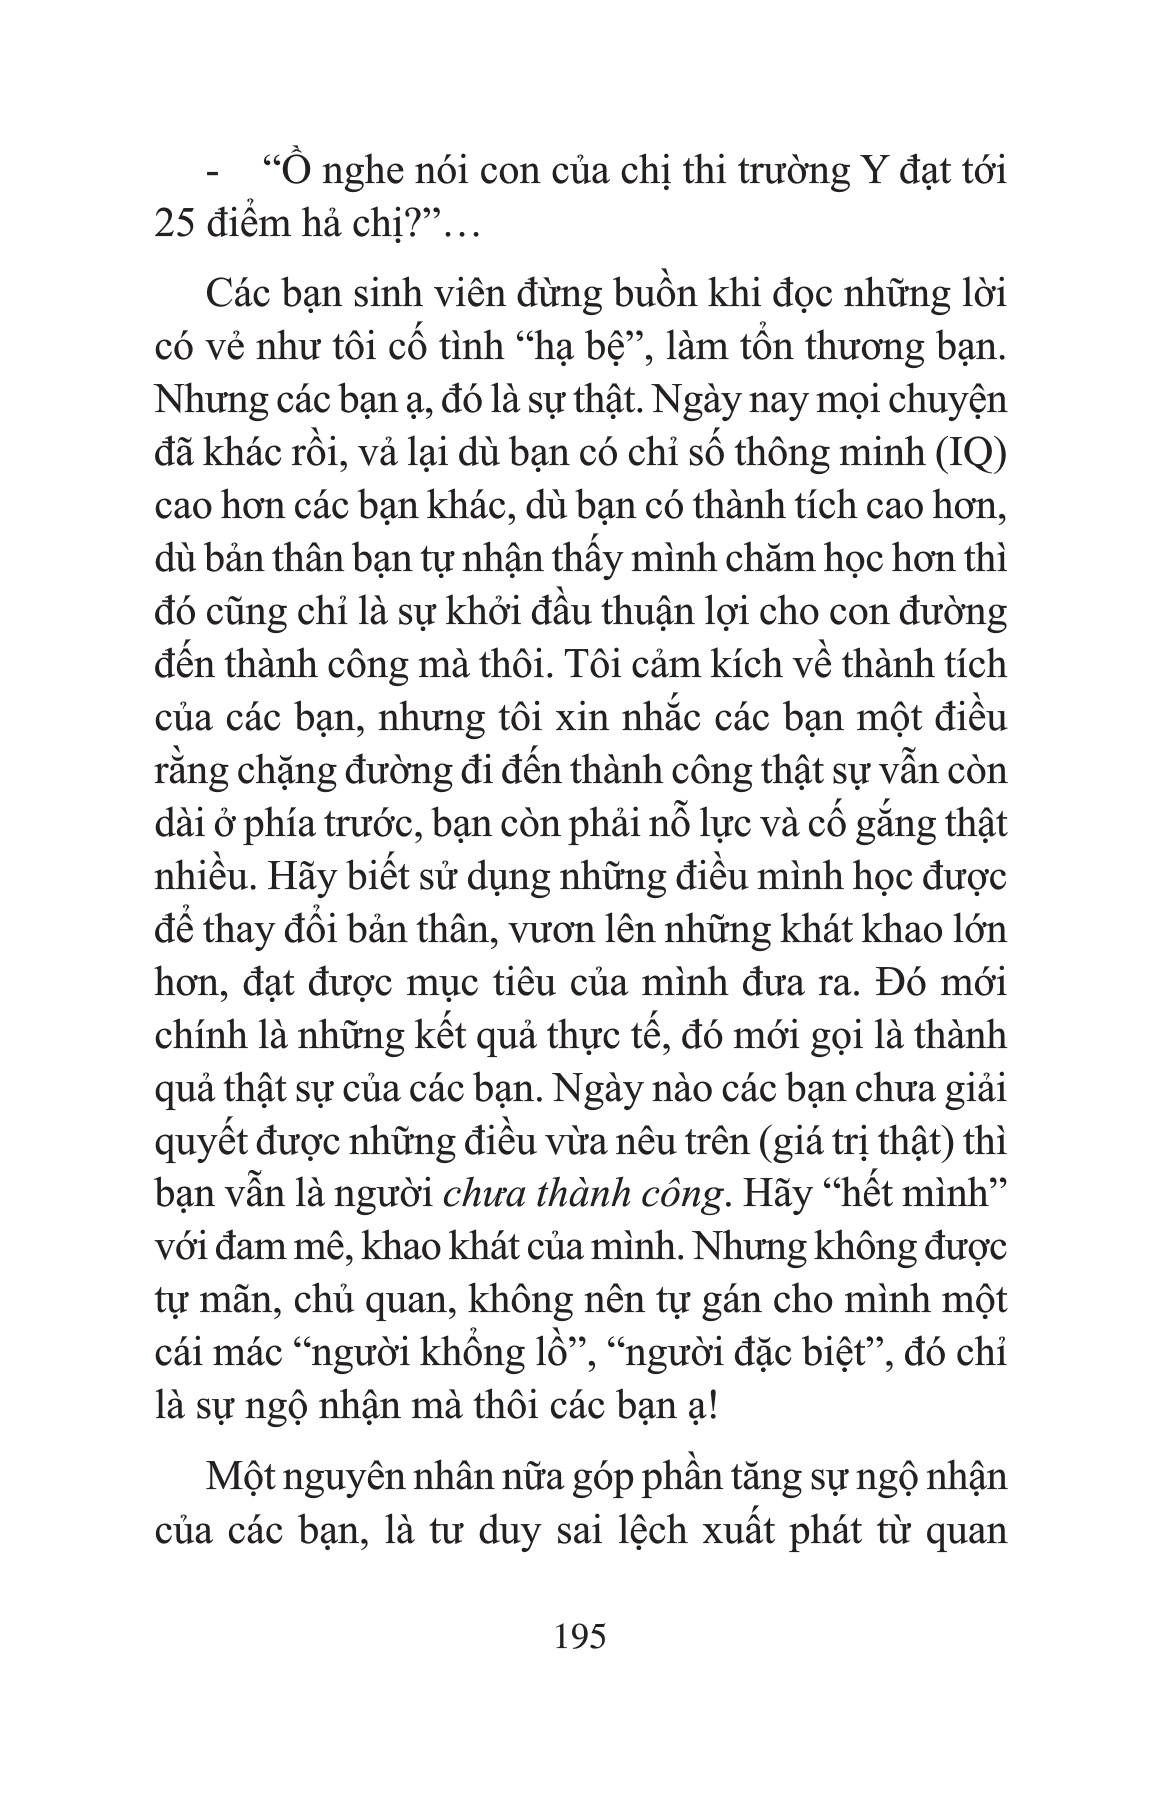 - “Ồ nghe nói con của chị thi trường Y đạt tới
25 điểm hả chị?”…
Các bạn sinh viên đừng buồn khi đọc những lời
có vẻ như tôi cố tình “hạ bệ”, làm tổn thương bạn.
Nhưng các bạn ạ, đó là sự thật. Ngày nay mọi chuyện
đã khác rồi, vả lại dù bạn có chỉ số thông minh (IQ)
cao hơn các bạn khác, dù bạn có thành tích cao hơn,
dù bản thân bạn tự nhận thấy mình chăm học hơn thì
đó cũng chỉ là sự khởi đầu thuận lợi cho con đường
đến thành công mà thôi. Tôi cảm kích về thành tích
của các bạn, nhưng tôi xin nhắc các bạn một điều
rằng chặng đường đi đến thành công thật sự vẫn còn
dài ở phía trước, bạn còn phải nỗ lực và cố gắng thật
nhiều. Hãy biết sử dụng những điều mình học được
để thay đổi bản thân, vươn lên những khát khao lớn
hơn, đạt được mục tiêu của mình đưa ra. Đó mới
chính là những kết quả thực tế, đó mới gọi là thành
quả thật sự của các bạn. Ngày nào các bạn chưa giải
quyết được những điều vừa nêu trên (giá trị thật) thì
bạn vẫn là người chưa thành công. Hãy “hết mình”
với đam mê, khao khát của mình. Nhưng không được
tự mãn, chủ quan, không nên tự gán cho mình một
cái mác “người khổng lồ”, “người đặc biệt”, đó chỉ
là sự ngộ nhận mà thôi các bạn ạ!
Một nguyên nhân nữa góp phần tăng sự ngộ nhận
của các bạn, là tư duy sai lệch xuất phát từ quan
195